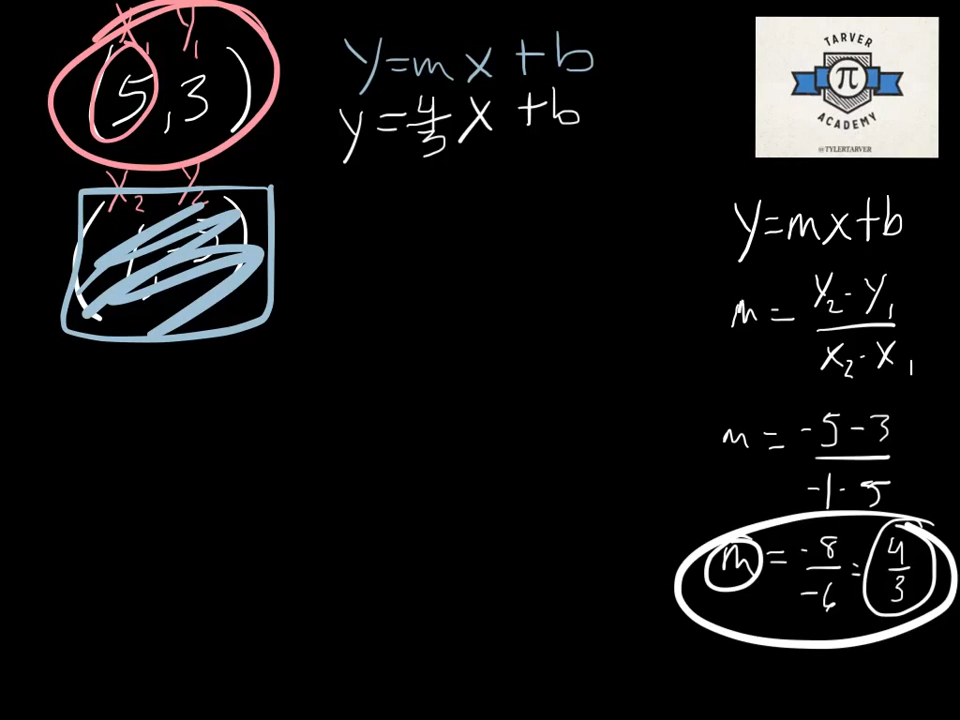 x₁ y₁
(5,3)
x₂ y₂
y=mx+b
y=4/3x+b
TARVER
π
ACADEMY
@TYLERTARVER
y=mx+b
m = y₂-y₁/x₂-x₁
m = -5-3/-1-5
m = -8/-6 = 4/3